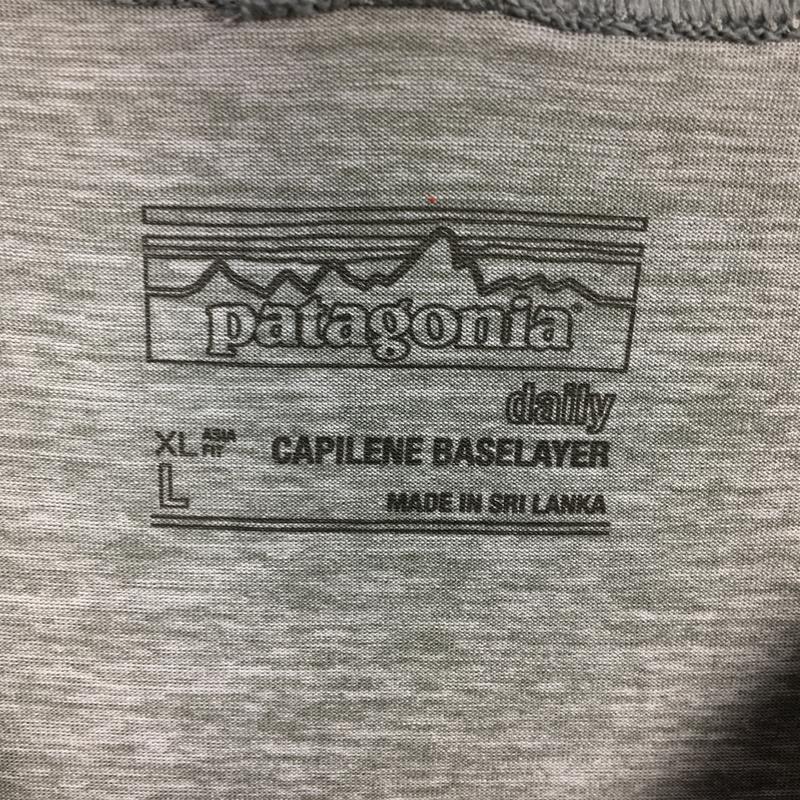 patagonia®
daily
XL ASIA FIT CAPILENE BASELAYER
L MADE IN SRI LANKA